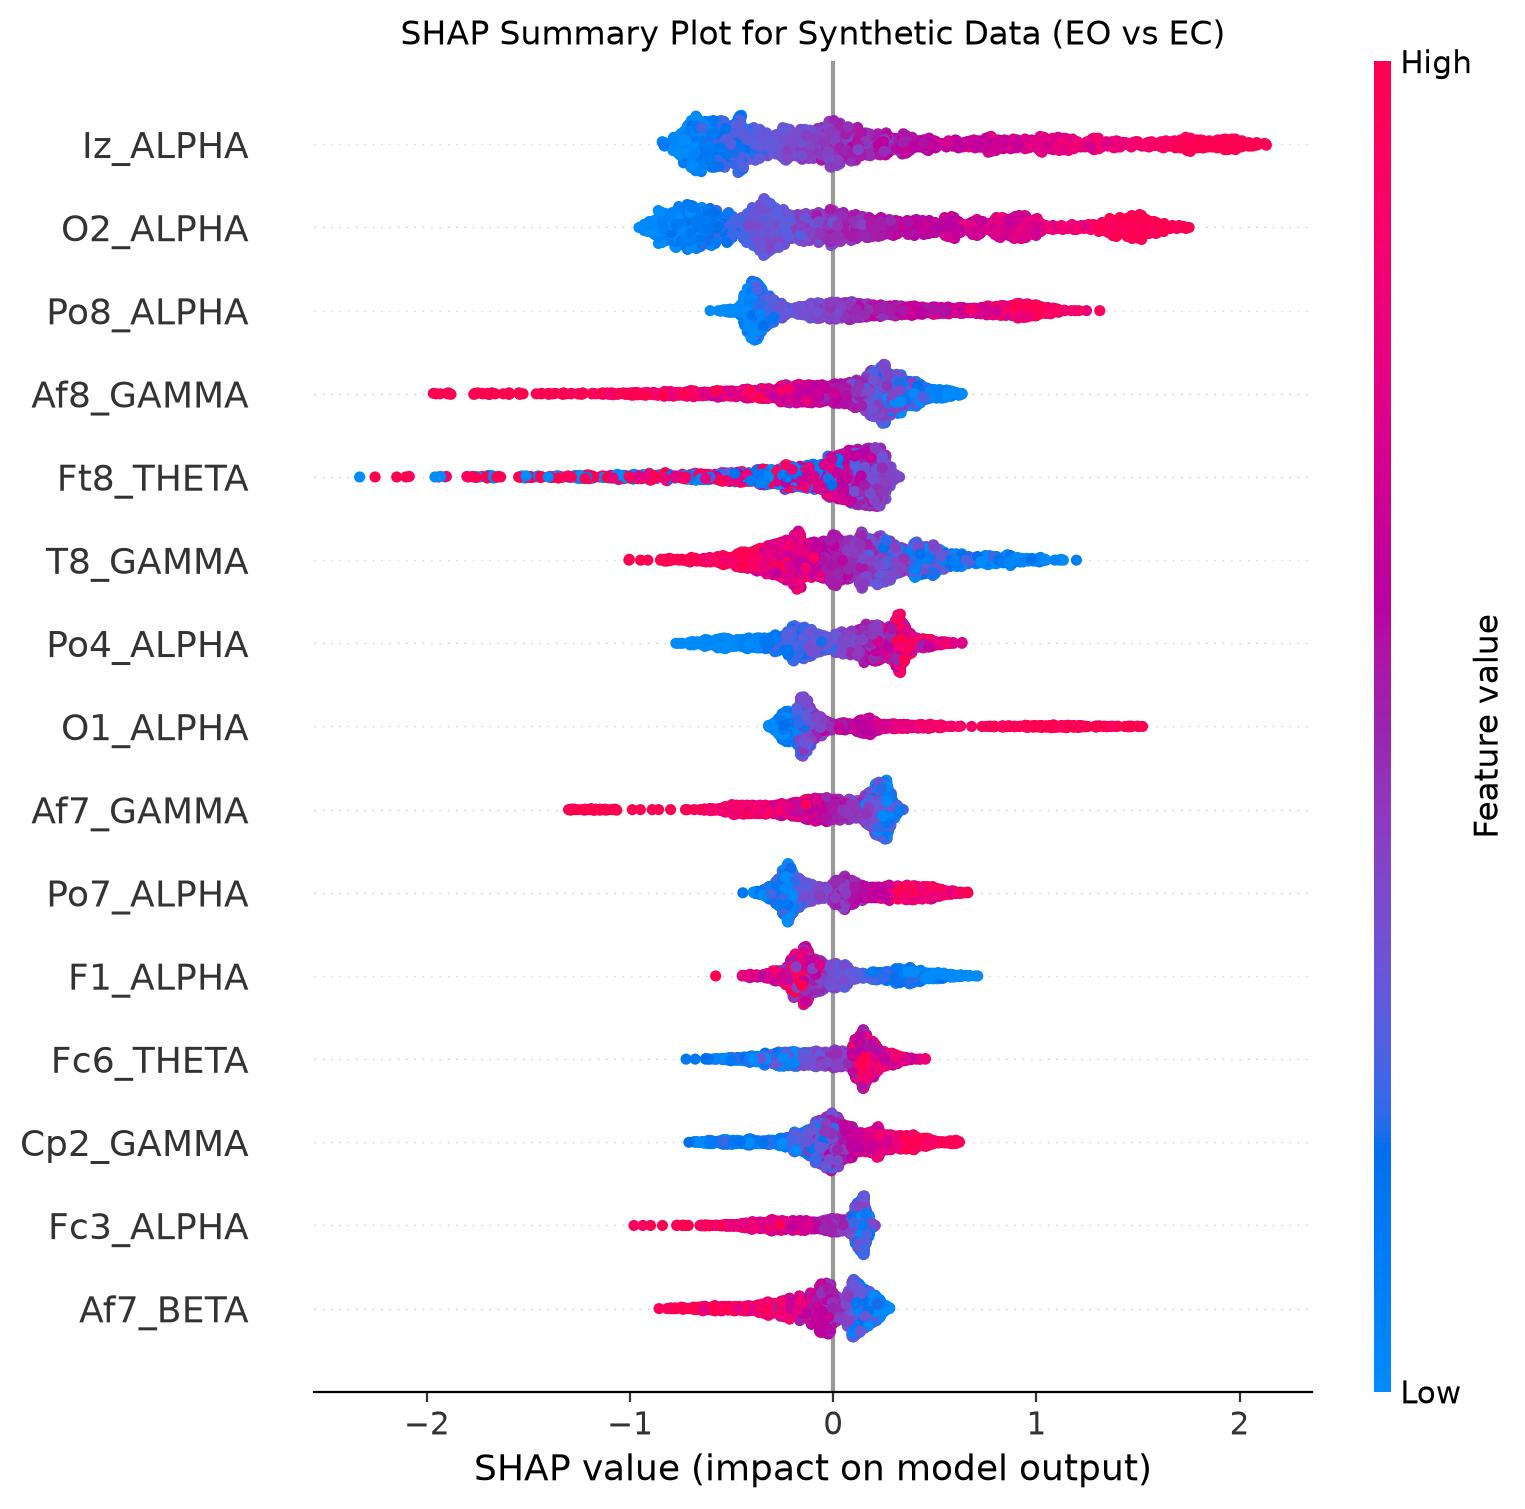 SHAP Summary Plot for Synthetic Data (EO vs EC)
High
Iz_ALPHA
O2_ALPHA
Po8_ALPHA
Af8_GAMMA
Ft8_THETA
T8_GAMMA
Po4_ALPHA
O1_ALPHA
Af7_GAMMA
Po7_ALPHA
F1_ALPHA
Fc6_THETA
Cp2_GAMMA
Fc3_ALPHA
Af7_BETA
Feature value
Low
−2 −1 0 1 2
SHAP value (impact on model output)